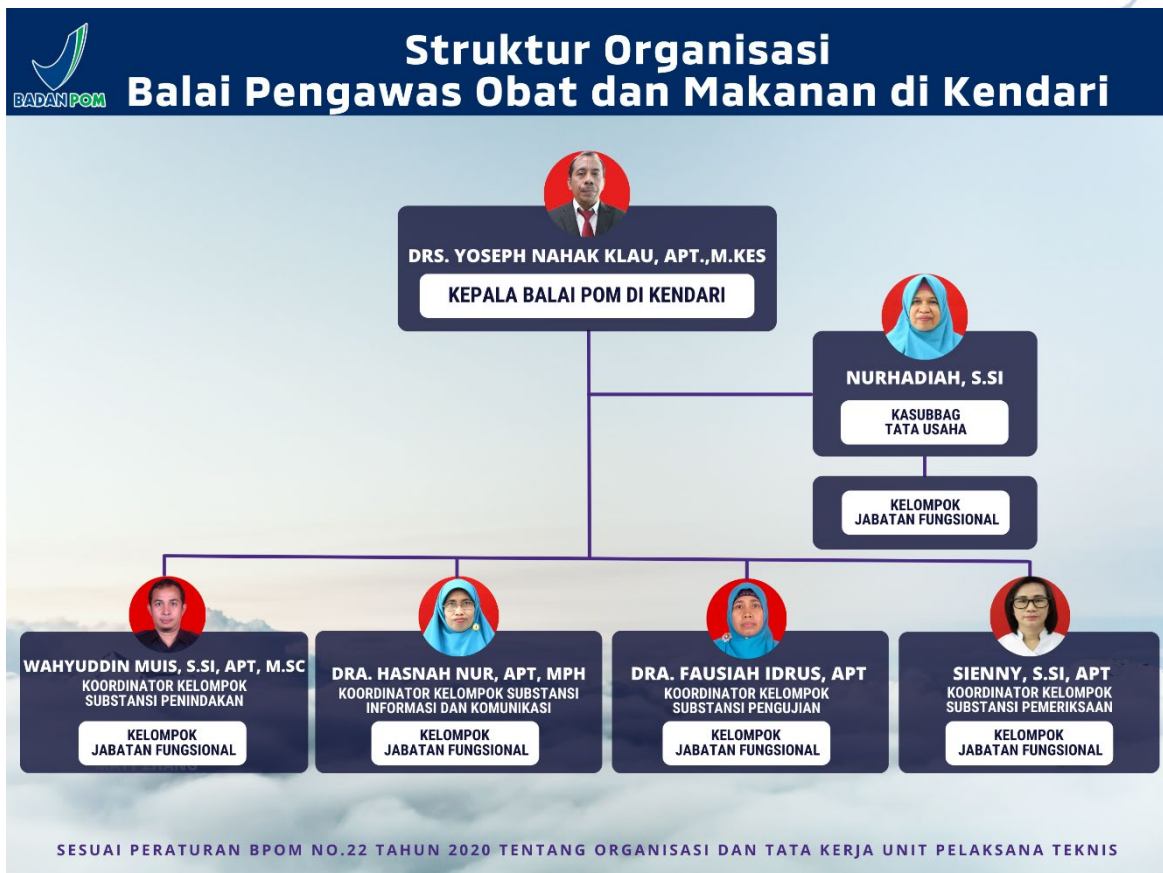 BADAN POM
Struktur Organisasi
Balai Pengawas Obat dan Makanan di Kendari
DRS. YOSEPH NAHAK KLAU, APT.,M.KES
KEPALA BALAI POM DI KENDARI
NURHADIAH, S.SI
KASUBBAG
TATA USAHA
KELOMPOK
JABATAN FUNGSIONAL
WAHYUDDIN MUIS, S.SI, APT, M.SC
KOORDINATOR KELOMPOK
SUBSTANSI PENINDAKAN
KELOMPOK
JABATAN FUNGSIONAL
DRA. HASNAH NUR, APT, MPH
KOORDINATOR KELOMPOK SUBSTANSI
INFORMASI DAN KOMUNIKASI
KELOMPOK
JABATAN FUNGSIONAL
DRA. FAUSIAH IDRUS, APT
KOORDINATOR KELOMPOK
SUBSTANSI PENGUJIAN
KELOMPOK
JABATAN FUNGSIONAL
SIENNY, S.SI, APT
KOORDINATOR KELOMPOK
SUBSTANSI PEMERIKSAAN
KELOMPOK
JABATAN FUNGSIONAL
SESUAI PERATURAN BPOM NO.22 TAHUN 2020 TENTANG ORGANISASI DAN TATA KERJA UNIT PELAKSANA TEKNIS